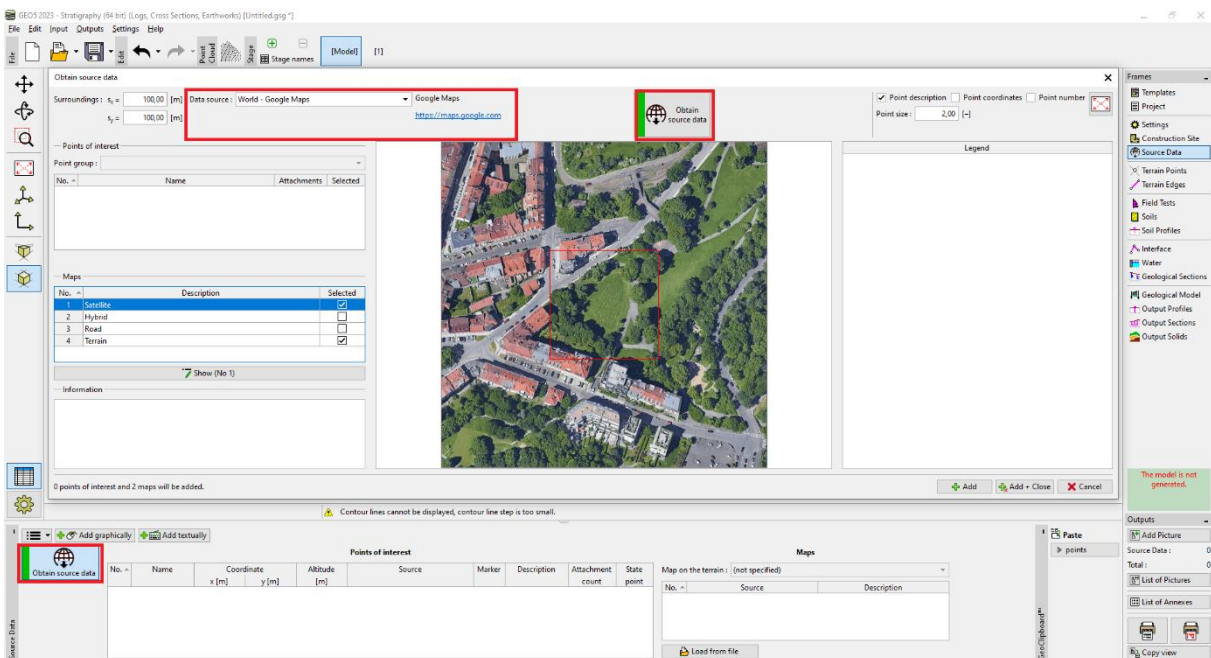 GEO5 2023 - Stratigraphy (64 bit) (Logs, Cross Sections, Earthworks) [Untitled.gsg *]
File Edit Input Outputs Settings Help
File
Edit
Point Cloud
Stage
Stage names
[Model]
[1]
Obtain source data
Surroundings : sx = 100,00 [m] Data source : World - Google Maps Google Maps
sy = 100,00 [m] https://maps.google.com
Obtain source data
Point description Point coordinates Point number
Point size : 2,00 [–]
Points of interest
Point group :
No. Name Attachments Selected
Maps
No. Description Selected
1 Satellite
2 Hybrid
3 Road
4 Terrain
Show (No 1)
Information
Legend
0 points of interest and 2 maps will be added.
Add Add + Close Cancel
Contour lines cannot be displayed, contour line step is too small.
Frames
Templates
Project
Settings
Construction Site
Source Data
Terrain Points
Terrain Edges
Field Tests
Soils
Soil Profiles
Interface
Water
Geological Sections
Geological Model
Output Profiles
Output Sections
Output Solids
The model is not generated.
Add graphically Add textually
Obtain source data
Points of interest
No. Name Coordinate Altitude Source Marker Description Attachment State
x [m] y [m] [m] count point
Maps
Map on the terrain : (not specified)
No. Source Description
Load from file
Source Data
GeoClipboard™
Paste
points
Outputs
Add Picture
Source Data : 0
Total : 0
List of Pictures
List of Annexes
Copy view